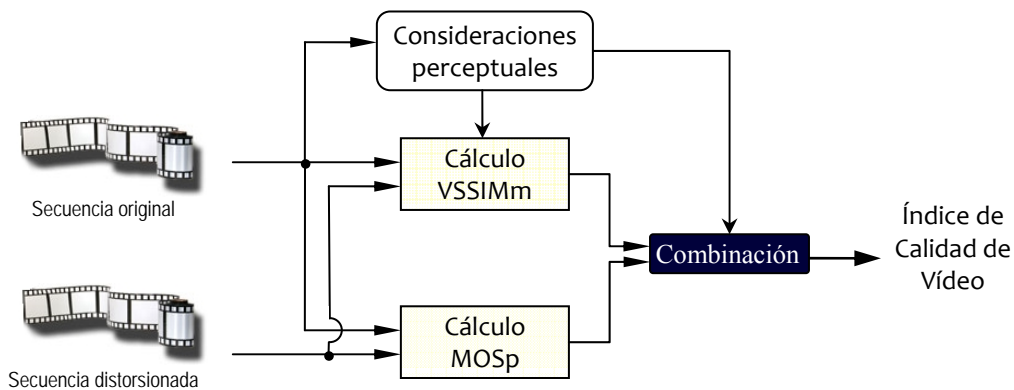 Consideraciones
perceptuales
Secuencia original
Cálculo
VSSIMm
Combinación
Índice de
Calidad de
Vídeo
Cálculo
MOSp
Secuencia distorsionada